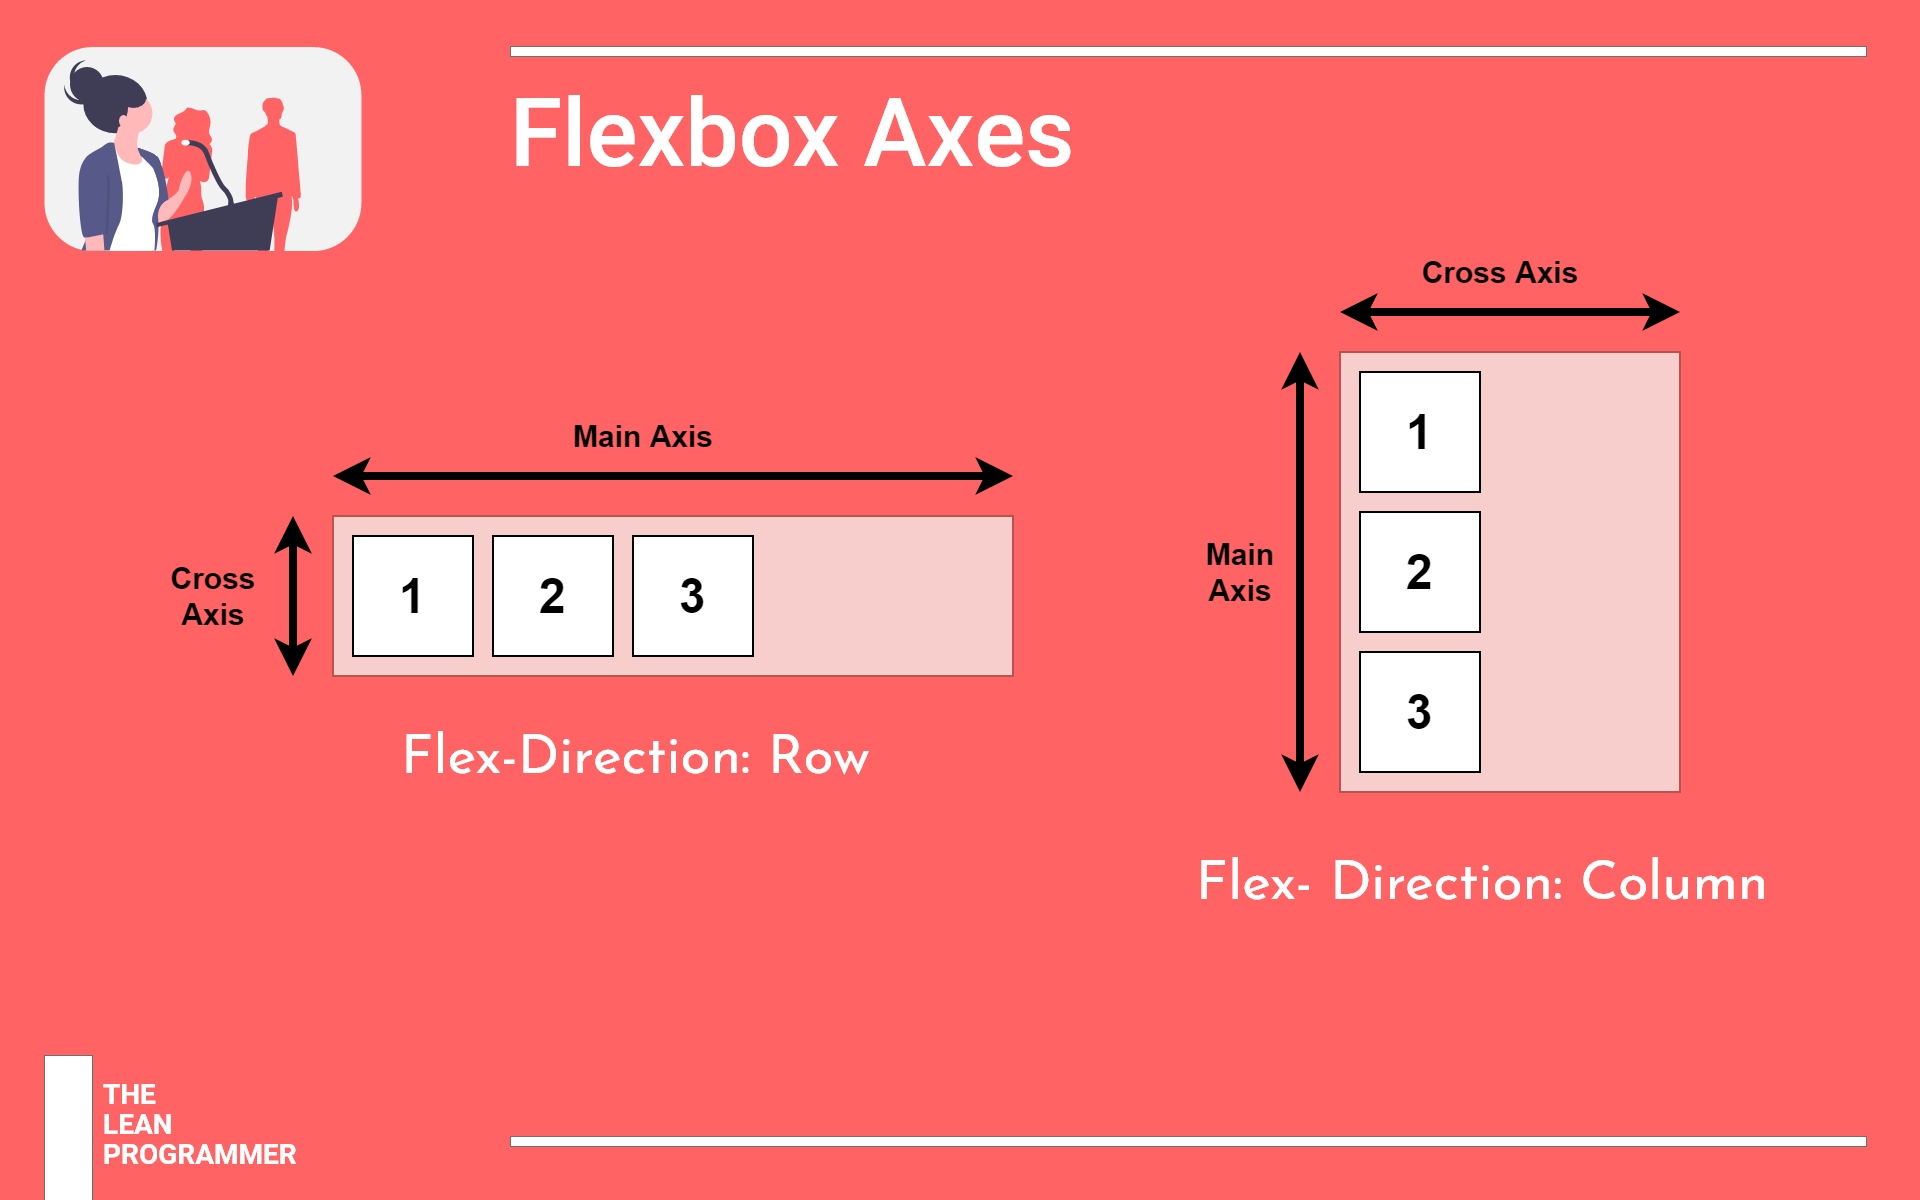 Flexbox Axes
Main Axis
Cross
Axis
1 2 3
Flex-Direction: Row
Cross Axis
Main
Axis
1
2
3
Flex- Direction: Column
THE
LEAN
PROGRAMMER